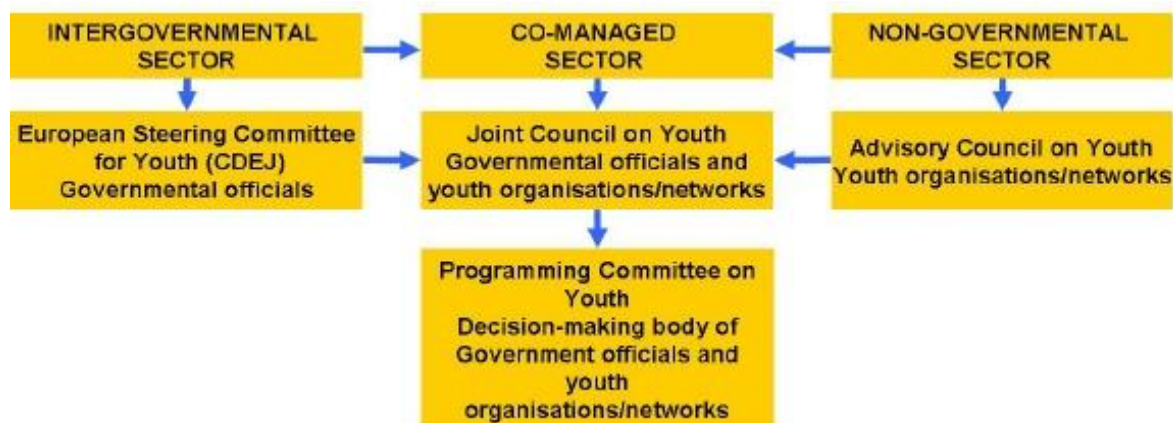 INTERGOVERNMENTAL
SECTOR
CO-MANAGED
SECTOR
NON-GOVERNMENTAL
SECTOR
European Steering Committee
for Youth (CDEJ)
Governmental officials
Joint Council on Youth
Governmental officials and
youth organisations/networks
Advisory Council on Youth
Youth organisations/networks
Programming Committee on
Youth
Decision-making body of
Government officials and
youth
organisations/networks